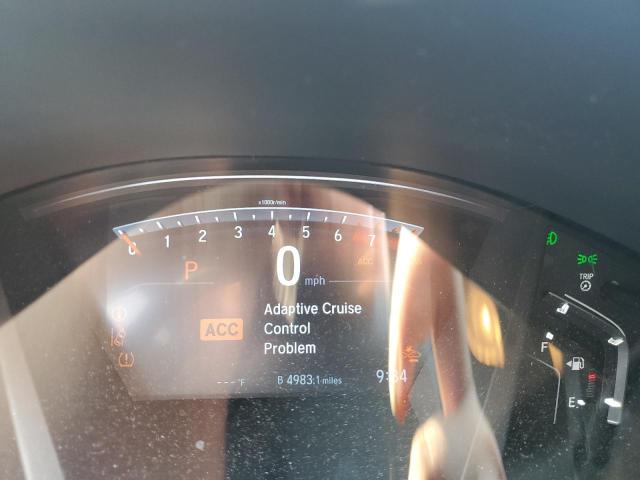 x1000r/min
0 1 2 3 4 5 6 7
P 0 mph
ACC
ACC
Adaptive Cruise
Control
Problem
B 4983.1 miles
---°F
TRIP
F
E